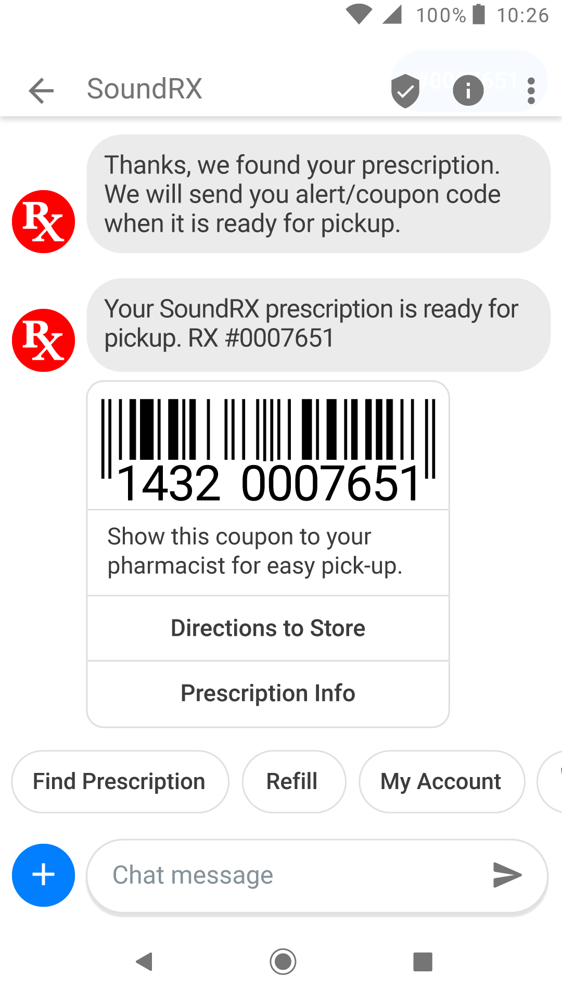 100% 10:26
SoundRX
#0007651
Thanks, we found your prescription.
We will send you alert/coupon code
when it is ready for pickup.
Rx
Your SoundRX prescription is ready for
pickup. RX #0007651
Rx
1432 0007651
Show this coupon to your
pharmacist for easy pick-up.
Directions to Store
Prescription Info
Find Prescription Refill My Account
Chat message